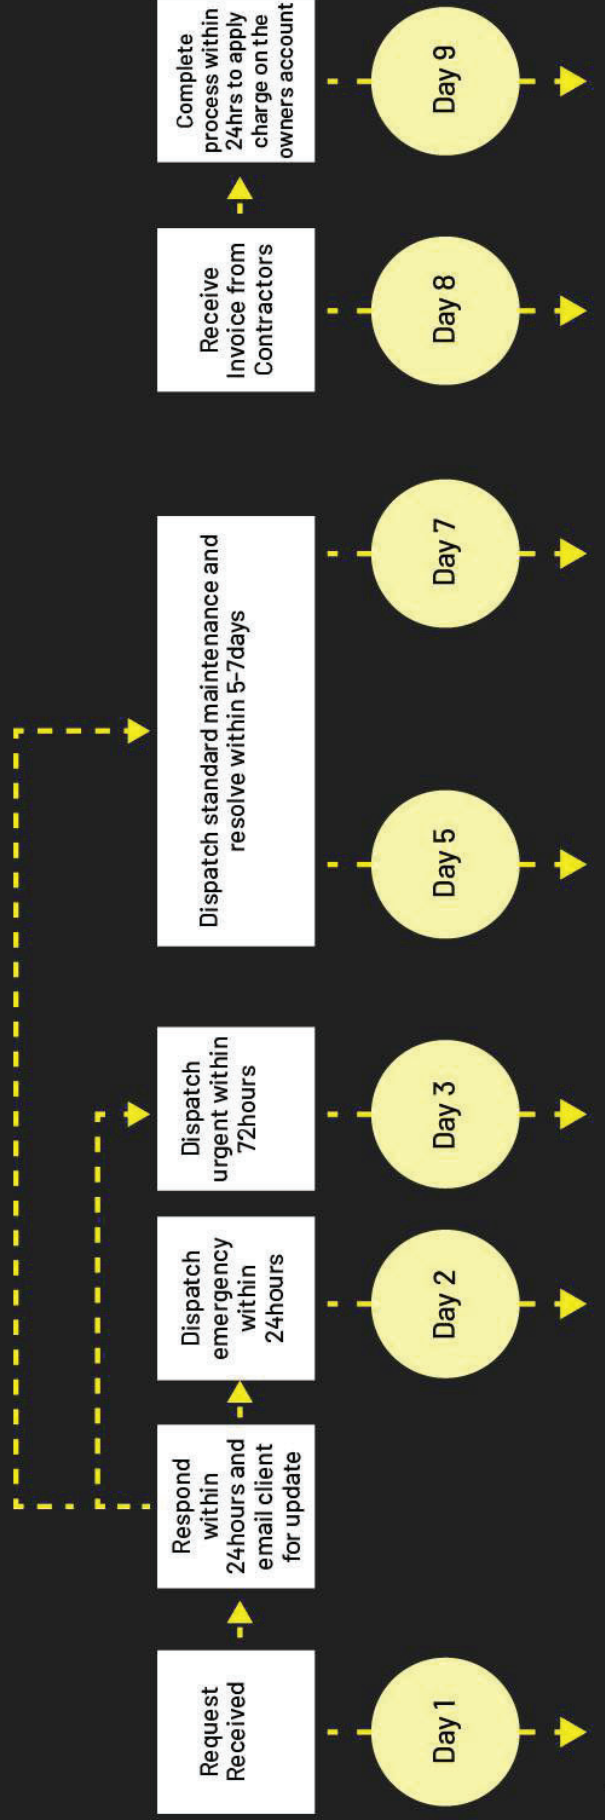 Request
Received
Respond
within
24hours and
email client
for update
Dispatch
emergency
within
24hours
Dispatch
urgent within
72hours
Dispatch standard maintenance and
resolve within 5-7days
Receive
Invoice from
Contractors
Complete
process within
24hrs to apply
charge on the
owners account
Day 1
Day 2
Day 3
Day 5
Day 7
Day 8
Day 9